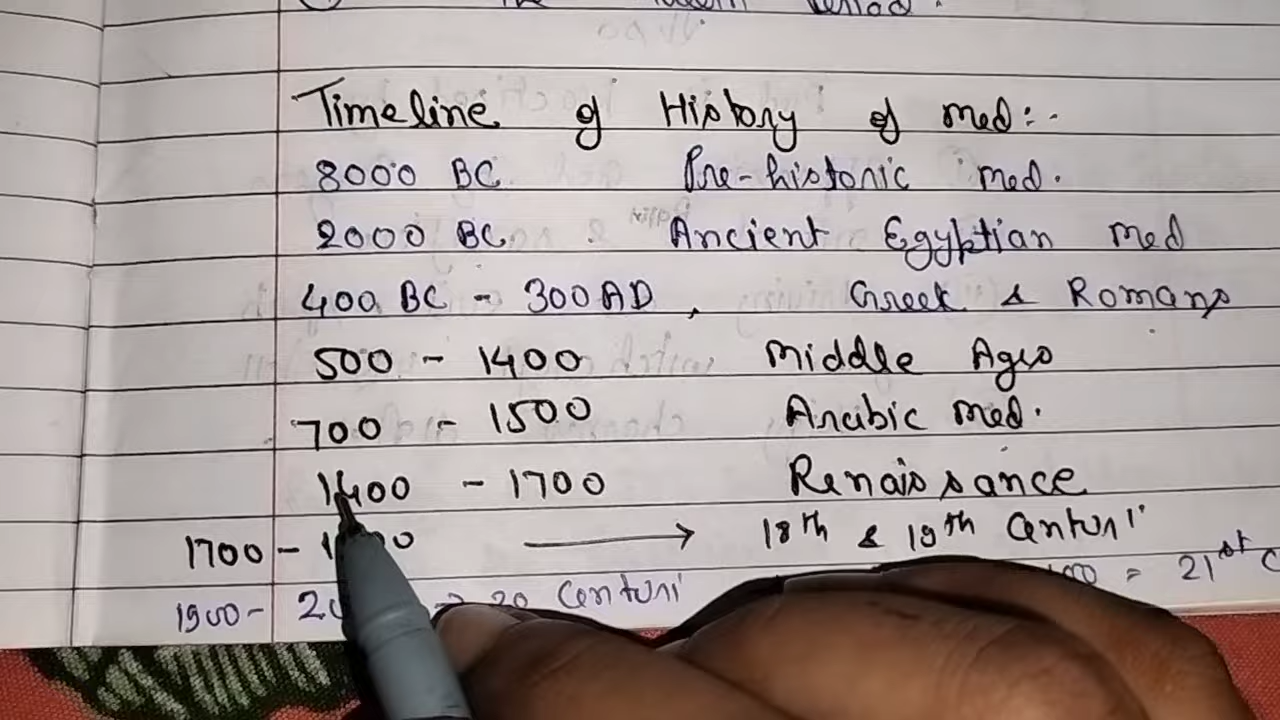 Timeline of History of Med:-
8000 BC Pre-historic Med.
2000 BC Ancient Egyptian Med
400 BC - 300 AD, Greek & Romans
500 - 1400 Middle Ages
700 - 1500 Arabic Med.
1400 - 1700 Renaissance
1700 - → 18th & 19th Centuri
1900 - 20 Centuri = 21st C